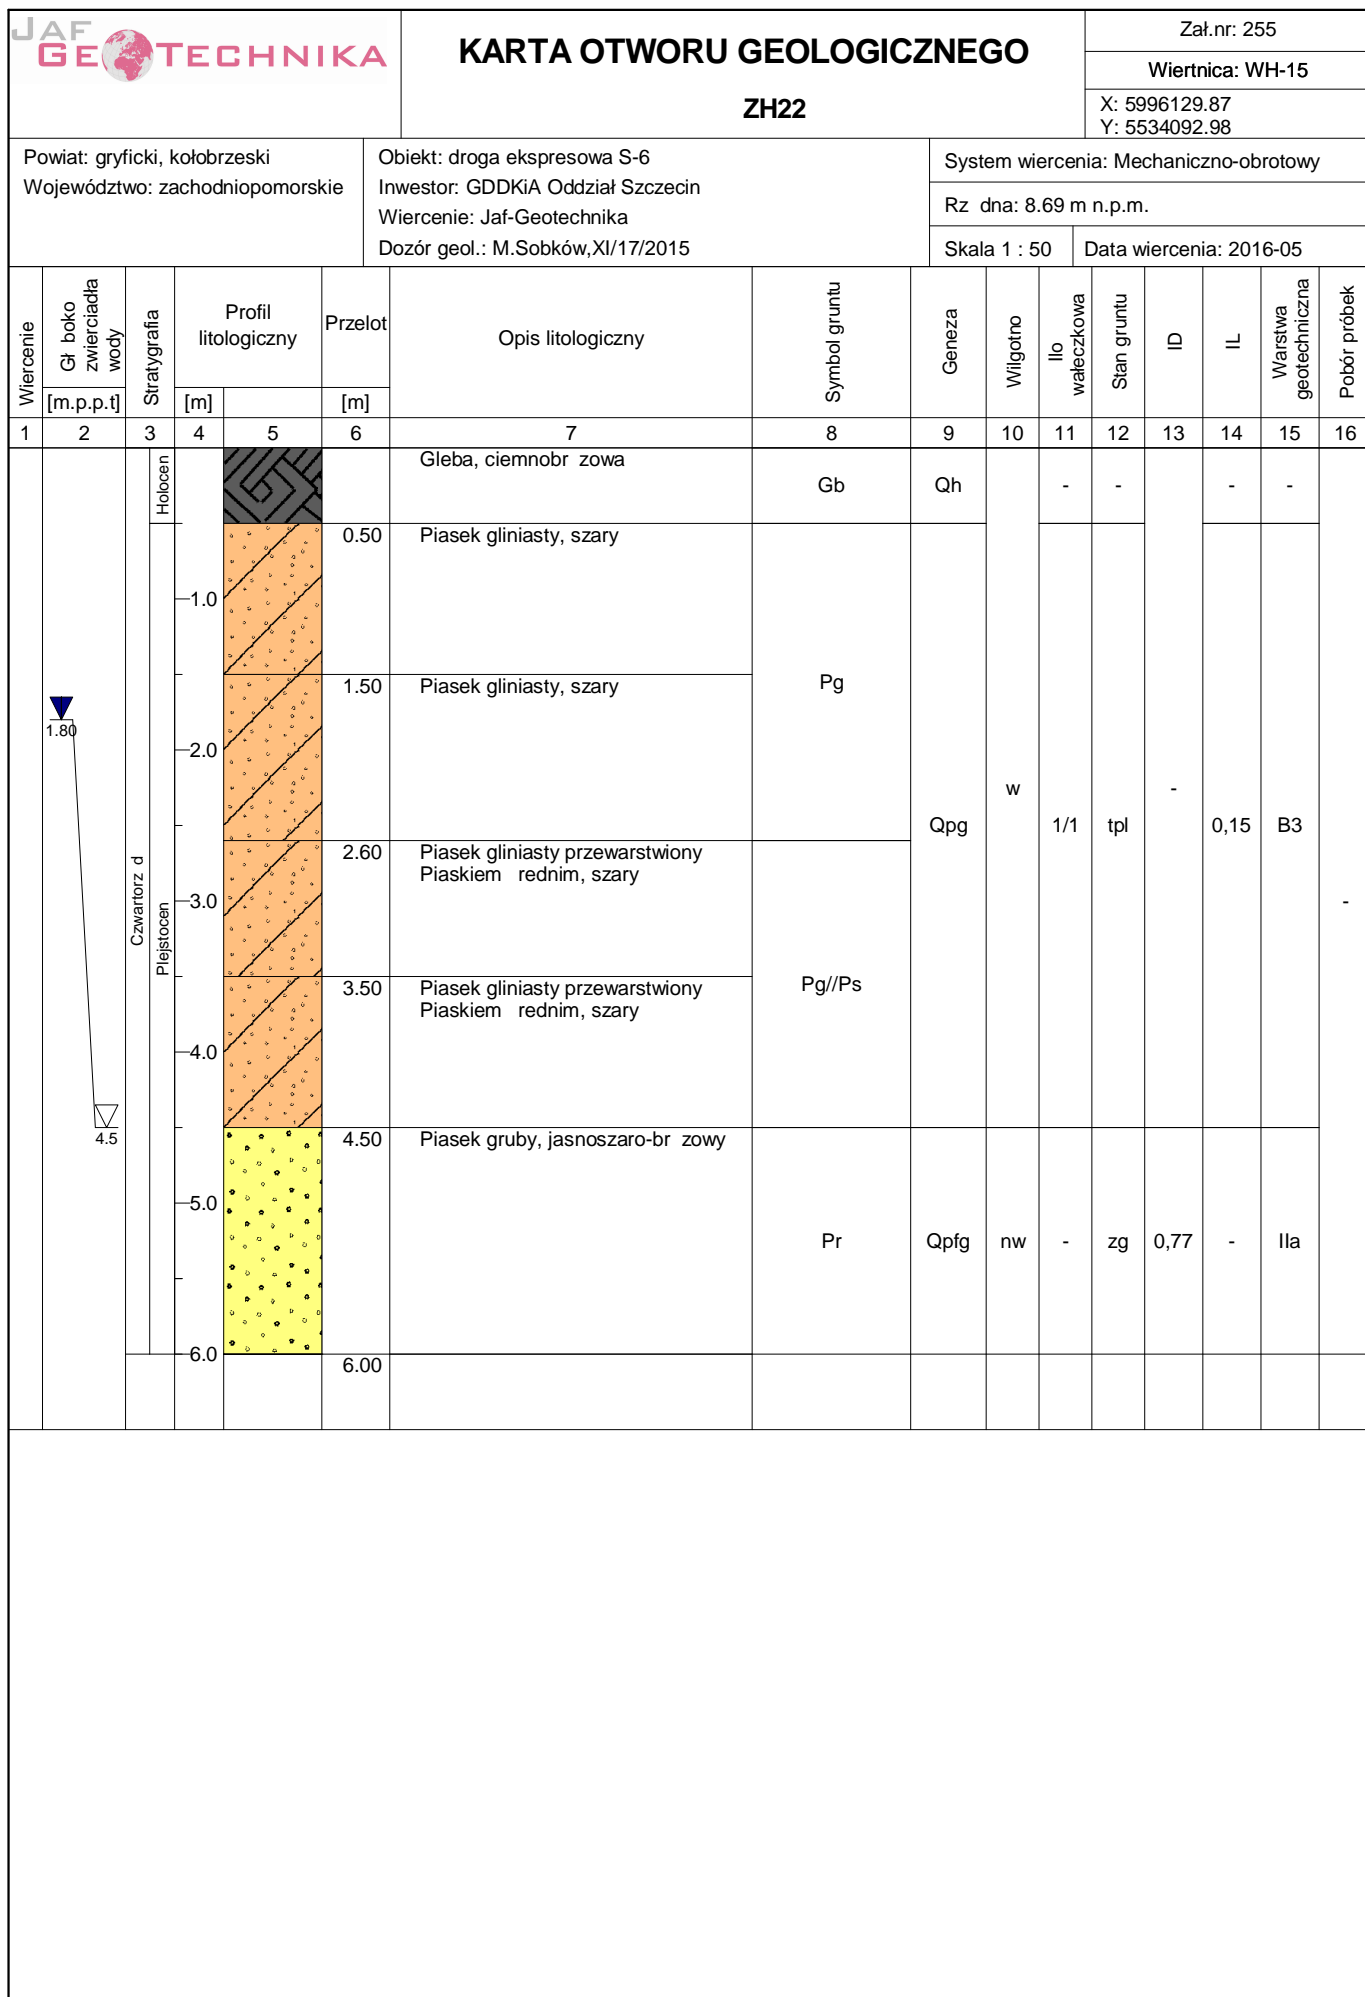 JAF
GEOTECHNIKA
KARTA OTWORU GEOLOGICZNEGO
ZH22
Zał.nr: 255
Wiertnica: WH-15
X: 5996129.87
Y: 5534092.98
Powiat: gryficki, kołobrzeski
Województwo: zachodniopomorskie
Obiekt: droga ekspresowa S-6
Inwestor: GDDKiA Oddział Szczecin
Wiercenie: Jaf-Geotechnika
Dozór geol.: M.Sobków,XI/17/2015
System wiercenia: Mechaniczno-obrotowy
Rz dna: 8.69 m n.p.m.
Skala 1 : 50
Data wiercenia: 2016-05
Wiercenie
Gł boko
zwierciadła
wody
[m.p.p.t]
Stratygrafia
Profil
litologiczny
[m]
Przelot
[m]
Opis litologiczny
Symbol gruntu
Geneza
Wilgotno
Ilo
wałeczkowa
Stan gruntu
ID
IL
Warstwa
geotechniczna
Pobór próbek
1 2 3 4 5 6 7 8 9 10 11 12 13 14 15 16
Holocen
Gleba, ciemnobr zowa
Gb Qh - - - -
0.50 Piasek gliniasty, szary
1.0
1.50 Piasek gliniasty, szary
Pg
1.80
2.0
w -
Qpg 1/1 tpl 0,15 B3
2.60 Piasek gliniasty przewarstwiony
Piaskiem rednim, szary
Czwartorz d
Plejstocen
3.0
-
3.50 Piasek gliniasty przewarstwiony
Piaskiem rednim, szary
Pg//Ps
4.0
4.5
4.50 Piasek gruby, jasnoszaro-br zowy
5.0
Pr Qpfg nw - zg 0,77 - IIa
6.0
6.00